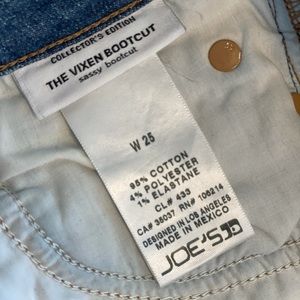 COLLECTOR'S EDITION
THE VIXEN BOOTCUT
sassy bootcut
W 25
95% COTTON
4% POLYESTER
1% ELASTANE
CL# 433
CA# 38037 RN# 106214
DESIGNED IN LOS ANGELES
MADE IN MEXICO
JOE'S